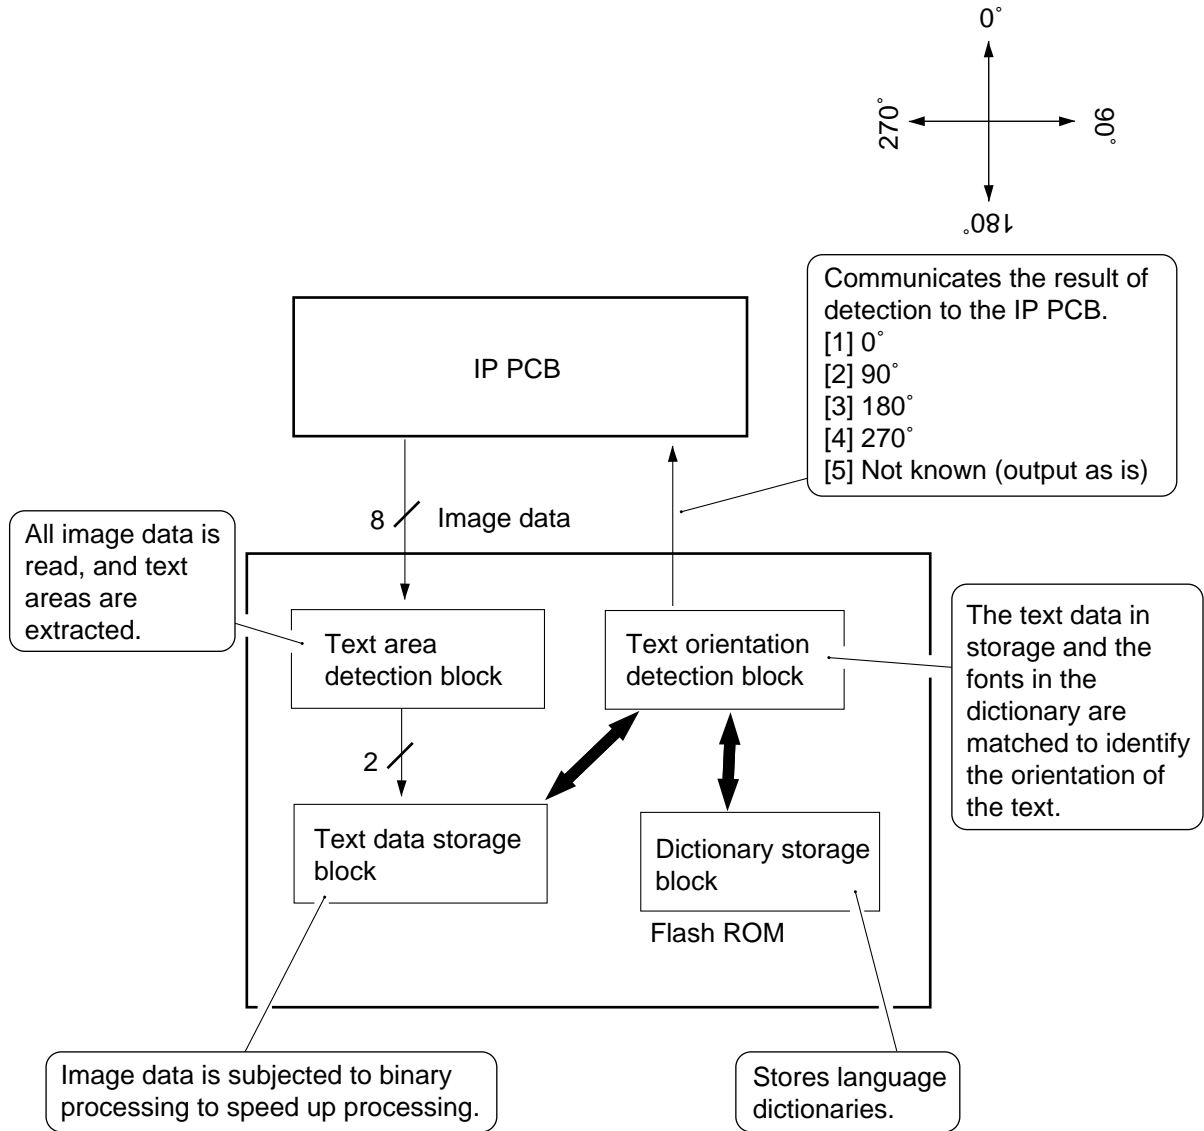 0˚
270˚
90˚
180˚
Communicates the result of
detection to the IP PCB.
[1] 0˚
[2] 90˚
[3] 180˚
[4] 270˚
[5] Not known (output as is)
IP PCB
8
Image data
All image data is
read, and text
areas are
extracted.
Text area
detection block
Text orientation
detection block
The text data in
storage and the
fonts in the
dictionary are
matched to identify
the orientation of
the text.
2
Text data storage
block
Dictionary storage
block
Flash ROM
Image data is subjected to binary
processing to speed up processing.
Stores language
dictionaries.